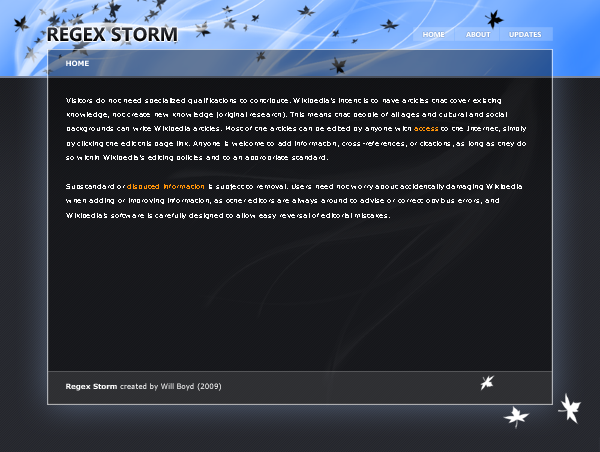 REGEX STORM
HOME
ABOUT
UPDATES
HOME
Visitors do not need specialized qualifications to contribute. Wikipedia's intent is to have articles that cover existing
knowledge, not create new knowledge (original research). This means that people of all ages and cultural and social
backgrounds can write Wikipedia articles. Most of the articles can be edited by anyone with access to the Internet, simply
by clicking the edit this page link. Anyone is welcome to add information, cross-references, or citations, as long as they do
so within Wikipedia's editing policies and to an appropriate standard.
Substandard or disputed information is subject to removal. Users need not worry about accidentally damaging Wikipedia
when adding or improving information, as other editors are always around to advise or correct obvious errors, and
Wikipedia's software is carefully designed to allow easy reversal of editorial mistakes.
Regex Storm created by Will Boyd (2009)